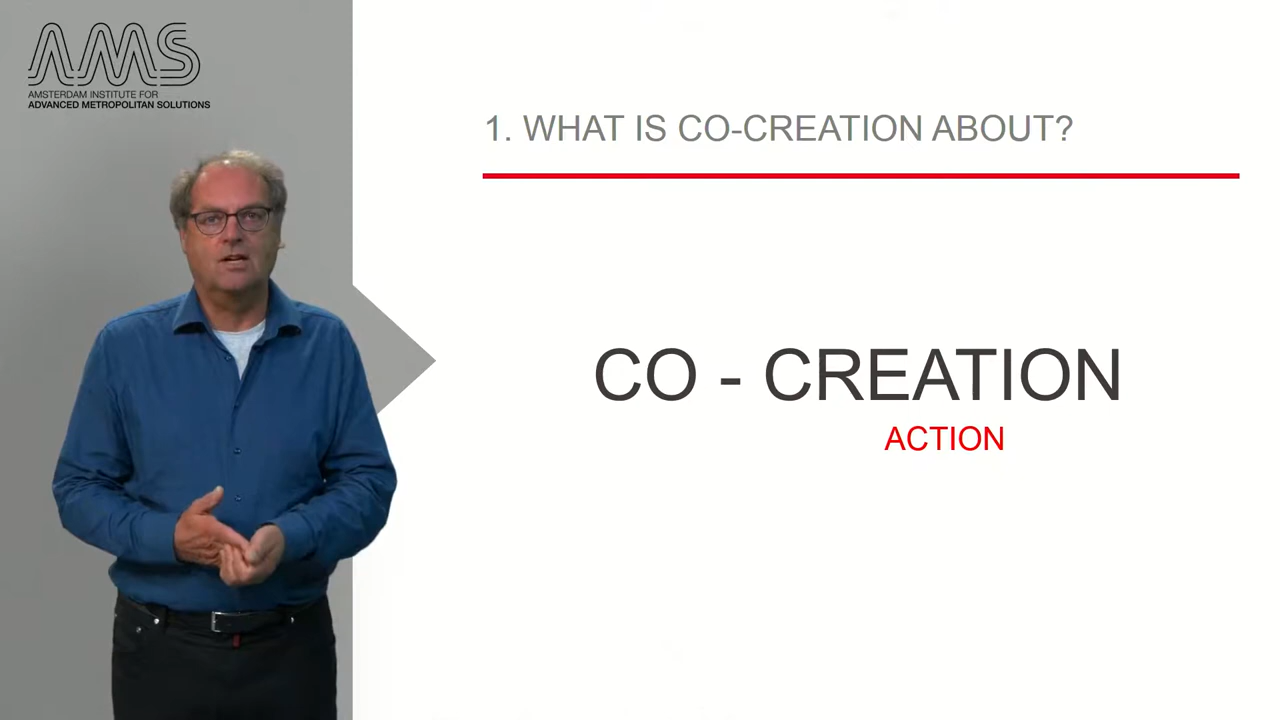 AMS
AMSTERDAM INSTITUTE FOR
ADVANCED METROPOLITAN SOLUTIONS
1. WHAT IS CO-CREATION ABOUT?
CO - CREATION
ACTION